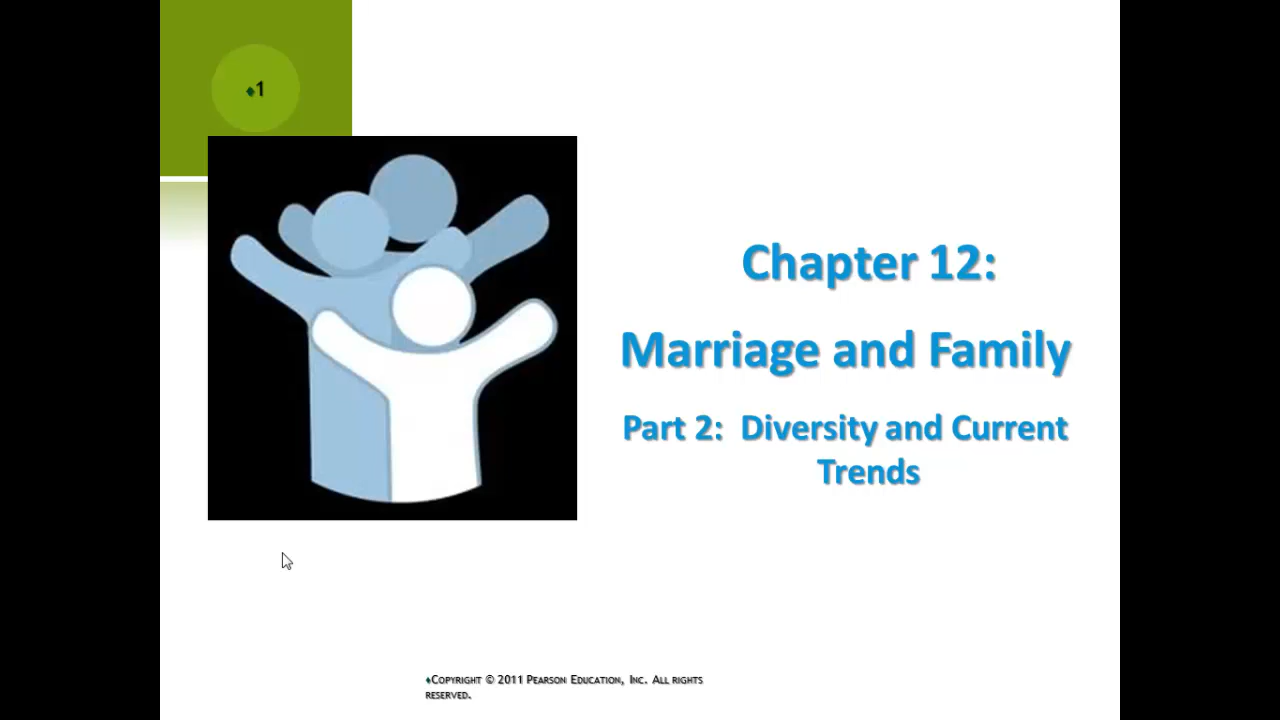 ♦1
Chapter 12:
Marriage and Family
Part 2: Diversity and Current
Trends
♦COPYRIGHT © 2011 PEARSON EDUCATION, INC. ALL RIGHTS
RESERVED.